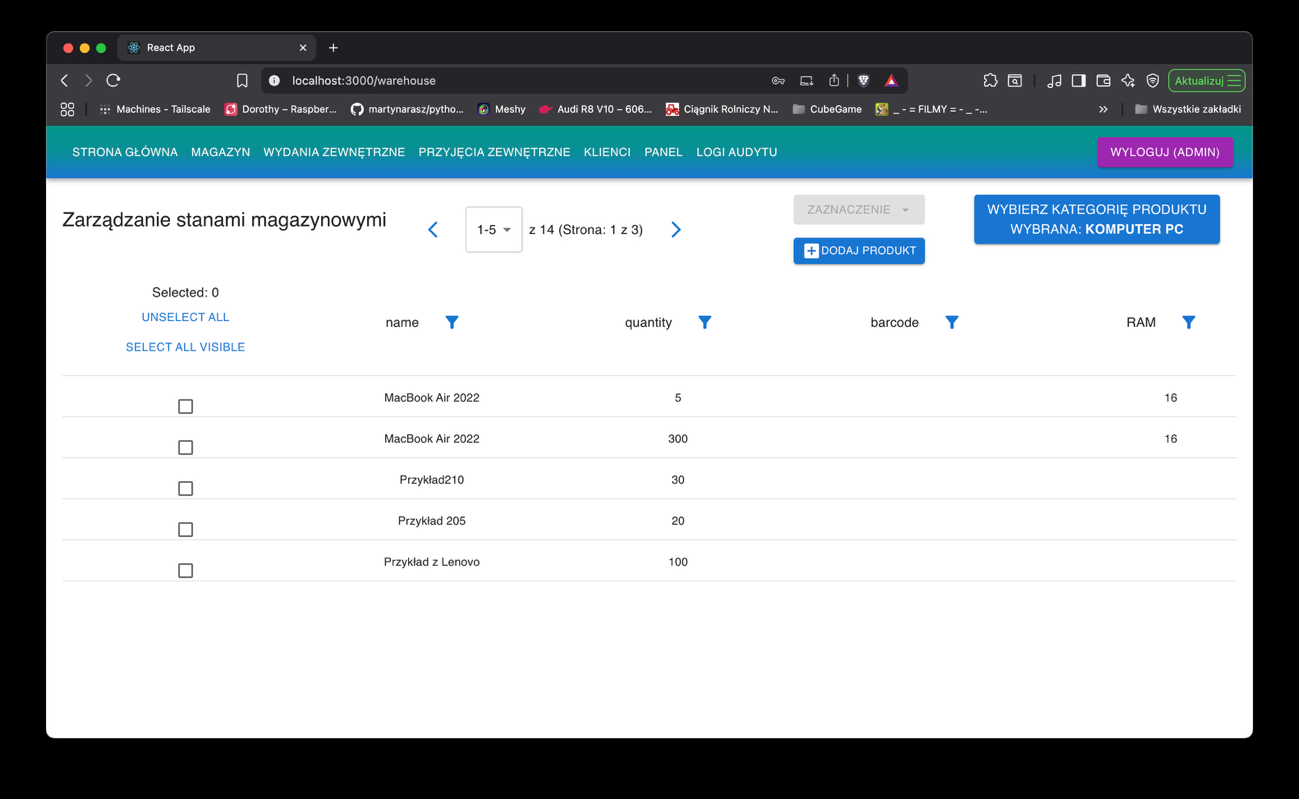 React App
localhost:3000/warehouse
Aktualizuj
Machines - Tailscale
Dorothy – Raspber...
martynarasz/pytho...
Meshy
Audi R8 V10 – 606...
Ciągnik Rolniczy N...
CubeGame
_ - = FILMY = - _ -...
Wszystkie zakładki
STRONA GŁÓWNA MAGAZYN WYDANIA ZEWNĘTRZNE PRZYJĘCIA ZEWNĘTRZNE KLIENCI PANEL LOGI AUDYTU
WYLOGUJ (ADMIN)
Zarządzanie stanami magazynowymi
1-5 z 14 (Strona: 1 z 3)
ZAZNACZENIE
DODAJ PRODUKT
WYBIERZ KATEGORIĘ PRODUKTU
WYBRANA: KOMPUTER PC
Selected: 0
UNSELECT ALL
SELECT ALL VISIBLE
name quantity barcode RAM
MacBook Air 2022 5 16
MacBook Air 2022 300 16
Przykład210 30
Przykład 205 20
Przykład z Lenovo 100